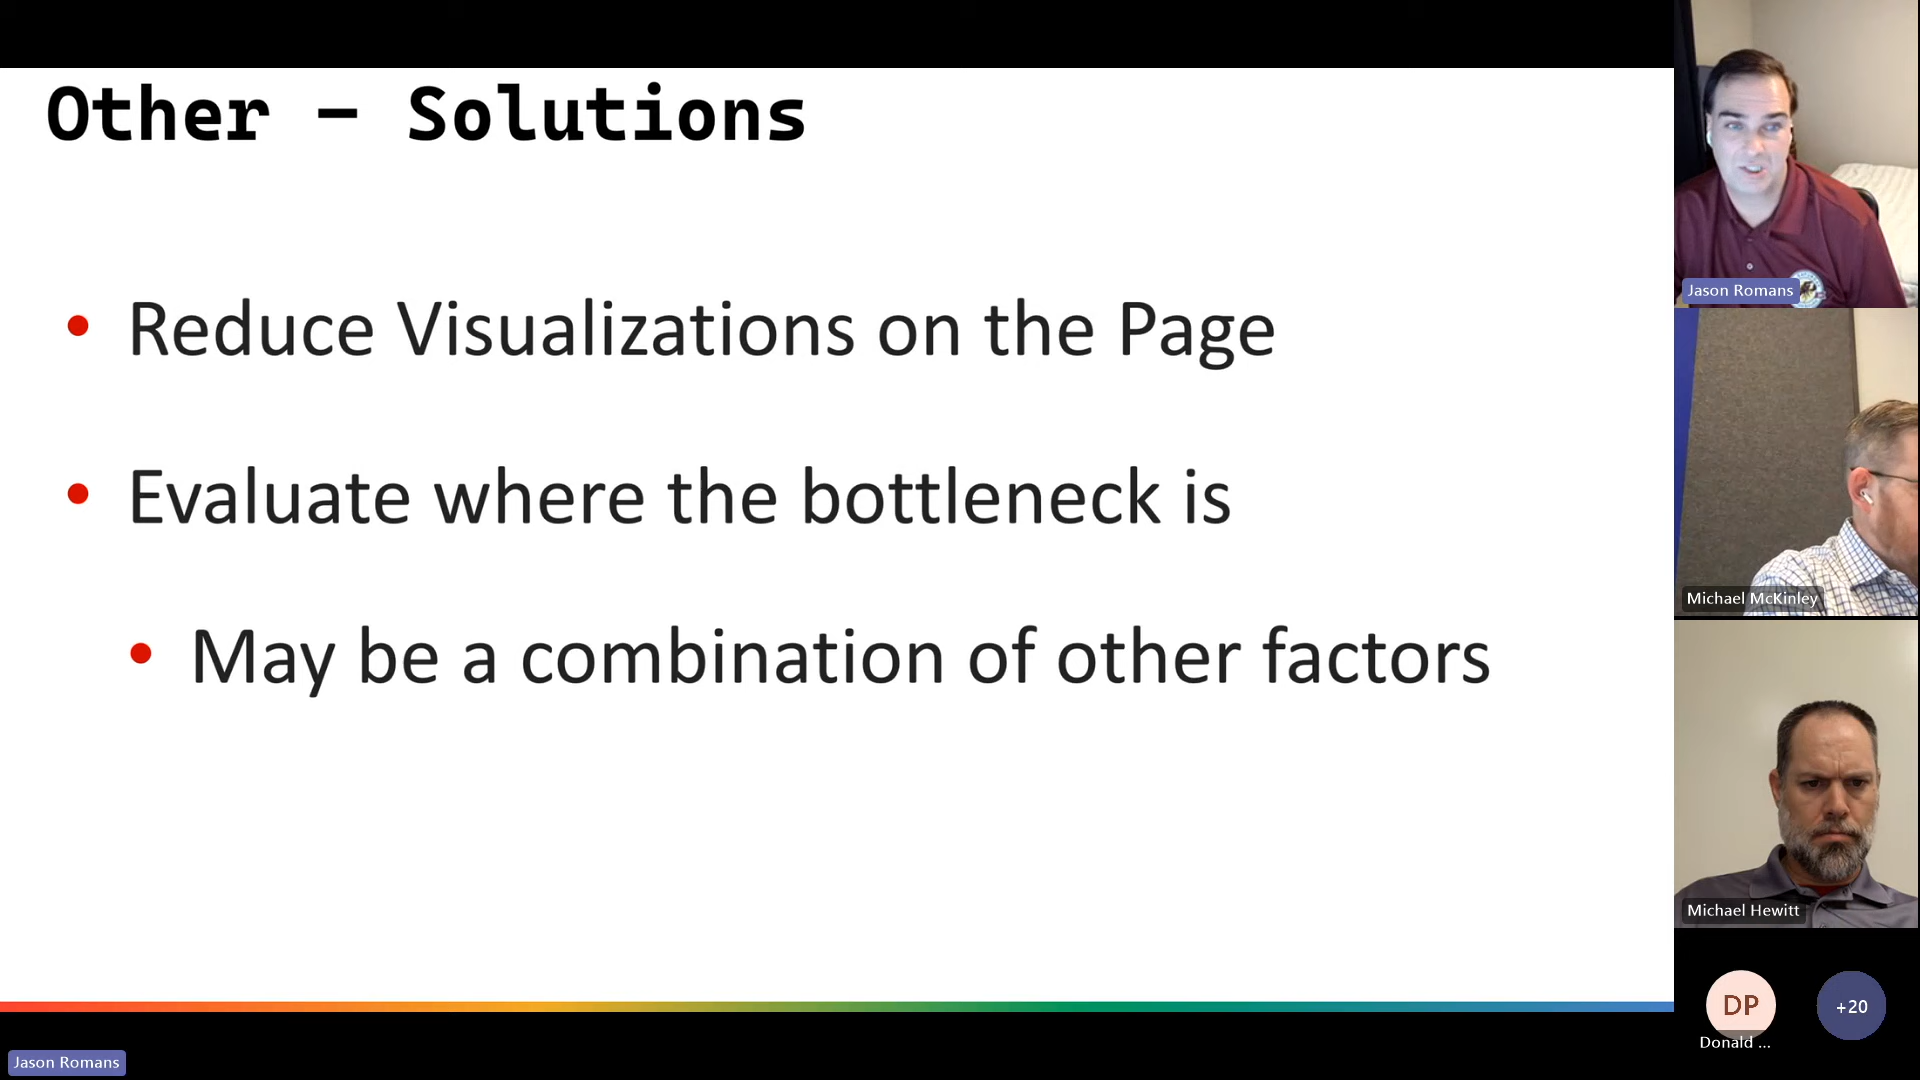 Other – Solutions
• Reduce Visualizations on the Page
• Evaluate where the bottleneck is
• May be a combination of other factors
Jason Romans
Michael McKinley
Michael Hewitt
DP
+20
Donald ...
Jason Romans